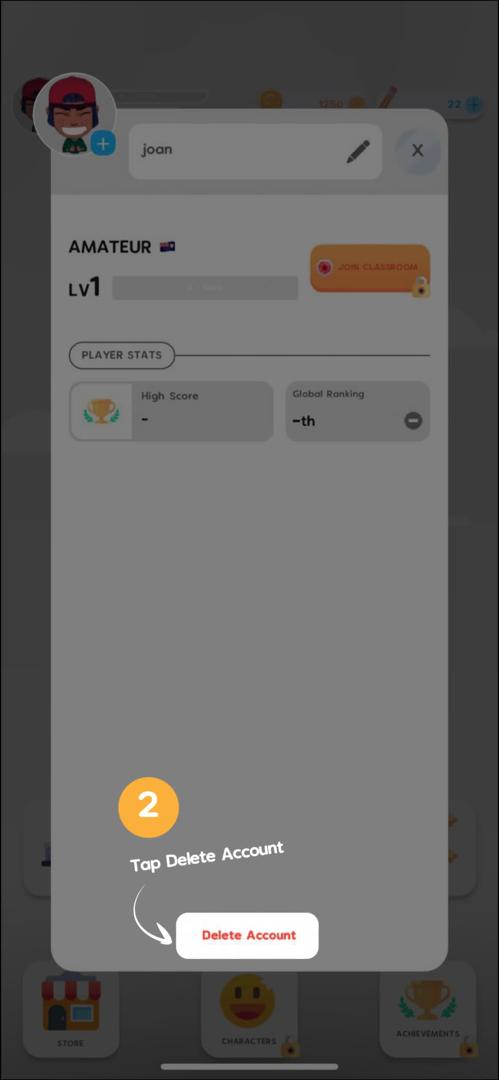 1250
22
joan
X
AMATEUR
LV1
JOIN CLASSROOM
PLAYER STATS
High Score
-
Global Ranking
-th
2
Tap Delete Account
Delete Account
STORE
CHARACTERS
ACHIEVEMENTS